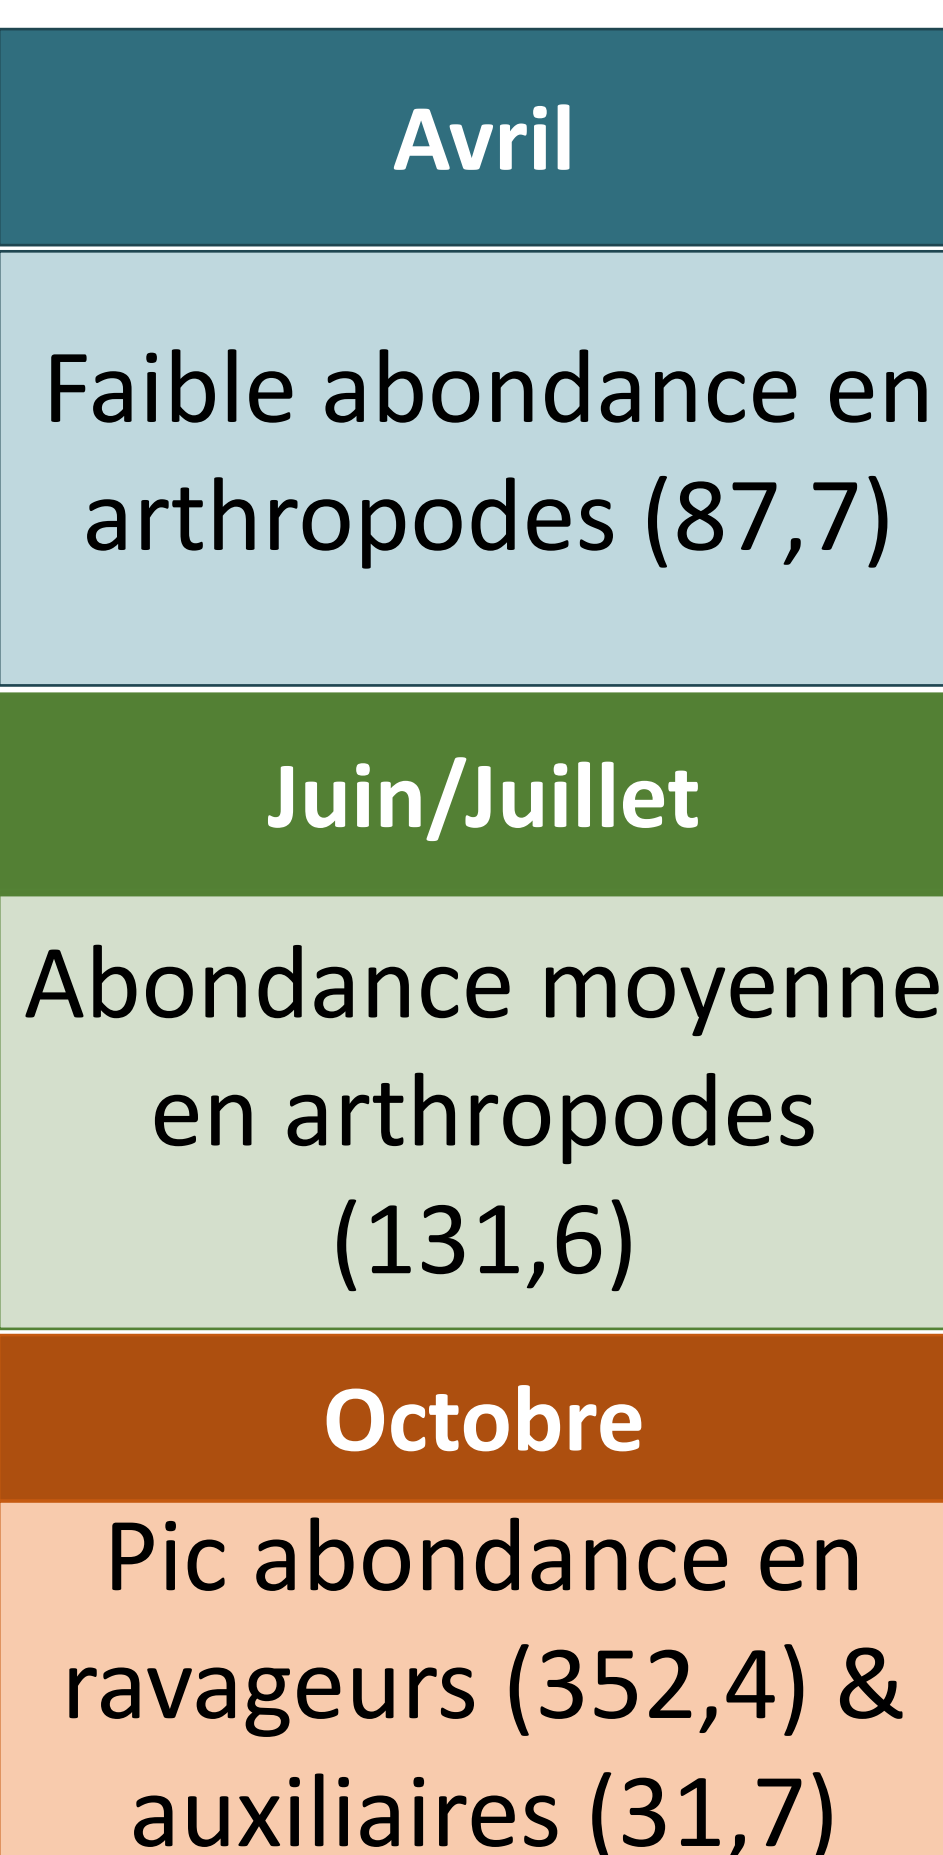 Avril
Faible abondance en
arthropodes (87,7)
Juin/Juillet
Abondance moyenne
en arthropodes
(131,6)
Octobre
Pic abondance en
ravageurs (352,4) &
auxiliaires (31,7)